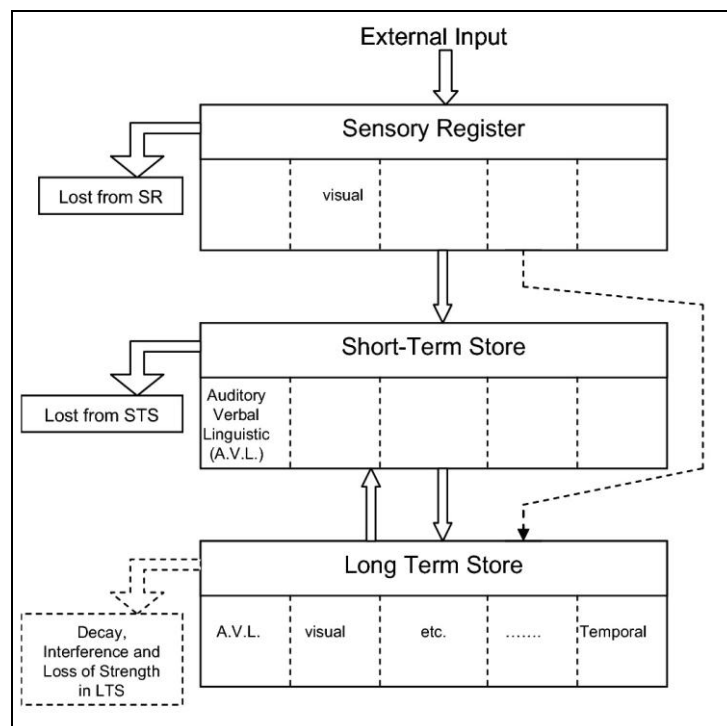 External Input
Sensory Register
Lost from SR
visual
Short-Term Store
Lost from STS
Auditory
Verbal
Linguistic
(A.V.L.)
Long Term Store
Decay,
Interference and
Loss of Strength
in LTS
A.V.L.
visual
etc.
.......
Temporal